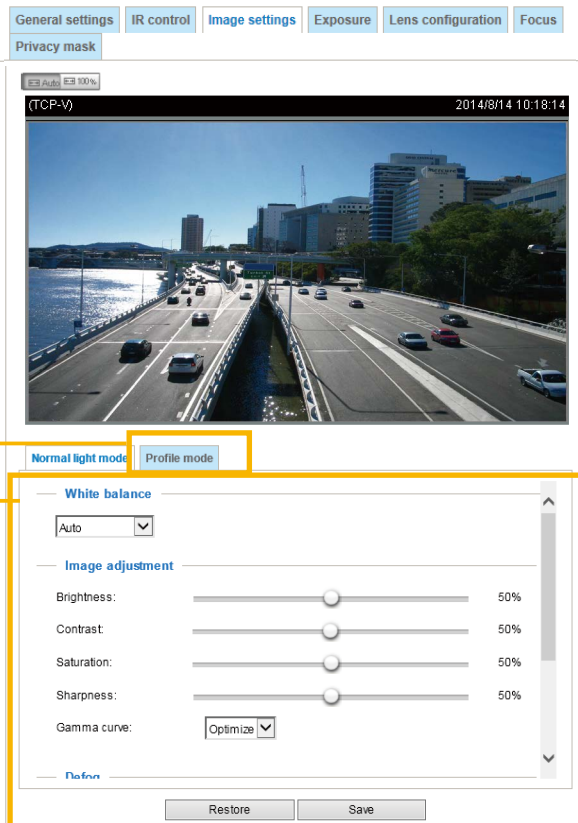 General settings IR control Image settings Exposure Lens configuration Focus
Privacy mask
Auto 100%
(TCP-V) 2014/8/14 10:18:14
Normal light mode Profile mode
White balance
Auto
Image adjustment
Brightness: 50%
Contrast: 50%
Saturation: 50%
Sharpness: 50%
Gamma curve: Optimize
Defog
Restore Save